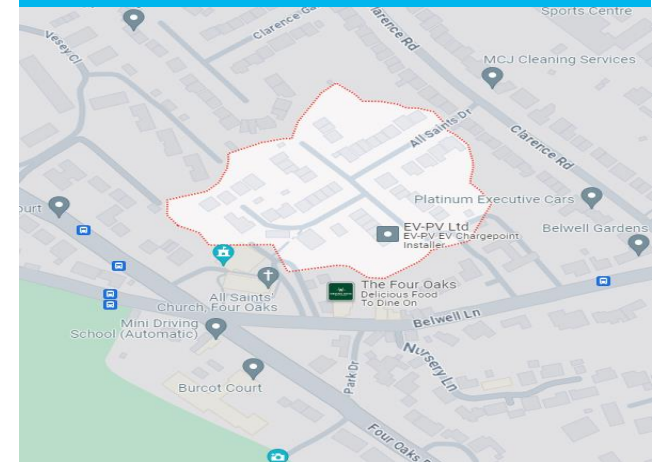 Sports Centre
Clarence Ga
Clarence Rd
Vesey Cl
MCJ Cleaning Services
All Saints Dr
Clarence Rd
Platinum Executive Cars
ourt
EV-PV Ltd
EV-PV EV Chargepoint
Installer
Belwell Gardens
The Four Oaks
Delicious Food
To Dine On
All Saints'
Church, Four Oaks
Belwell Ln
Mini Driving
School (Automatic)
Nursery Ln
Park Dr
Burcot Court
Four Oaks